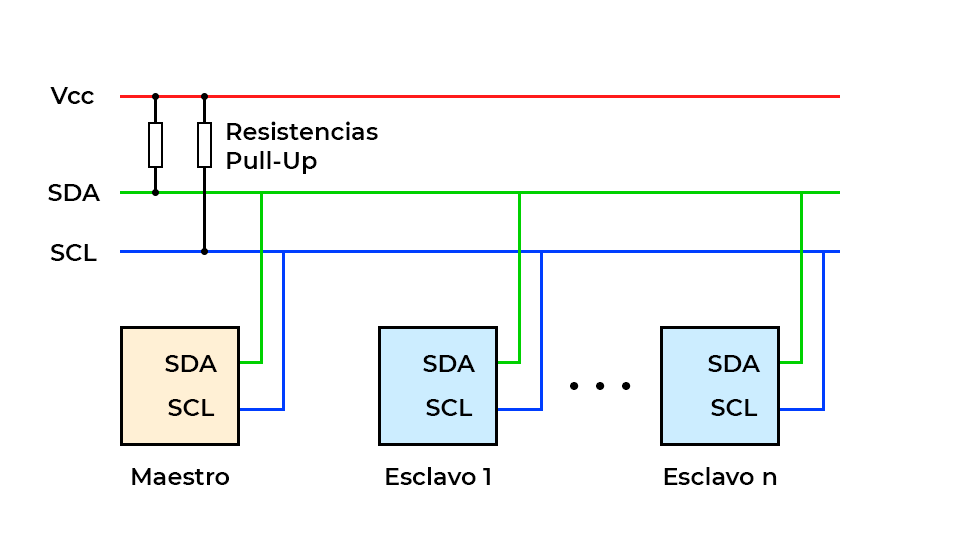 Vcc
Resistencias
Pull-Up
SDA
SCL
SDA
SCL
SDA
SCL
SDA
SCL
Maestro
Esclavo 1
Esclavo n